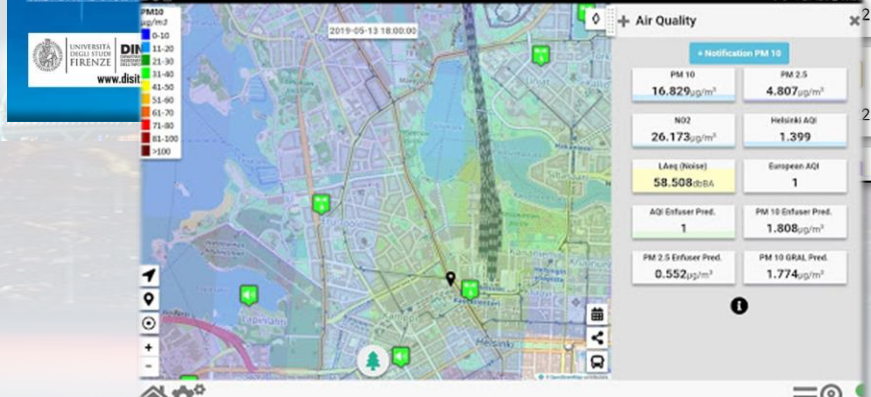 UNIVERSITÀ
DEGLI STUDI
FIRENZE
DIN
www.disit
PM10
µg/m3
0-10
11-20
21-30
31-40
41-50
51-60
61-70
71-80
81-100
>100
2019-05-13 18:00:00
Helsinki
© OpenStreetMap
Air Quality
+ Notification PM 10
PM 10
16.829µg/m³
PM 2.5
4.807µg/m³
NO2
26.173µg/m³
Helsinki AQI
1.399
LAeq (Noise)
58.508dbBA
European AQI
1
AQI Enfuser Pred.
1
PM 10 Enfuser Pred.
1.808µg/m³
PM 2.5 Enfuser Pred.
0.552µg/m³
PM 10 GRAL Pred.
1.774µg/m³
2
2